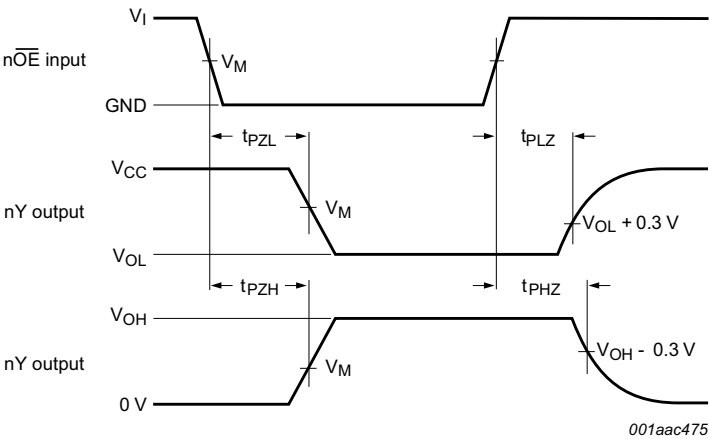 V_I
nO̅E̅ input
V_M
GND
t_PZL
t_PLZ
V_CC
nY output
V_M
V_OL + 0.3 V
V_OL
t_PZH
t_PHZ
V_OH
V_OH - 0.3 V
nY output
V_M
0 V
001aac475